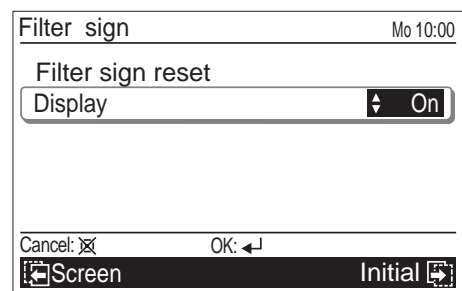 Filter sign Mo 10:00
Filter sign reset
Display On
Cancel: OK:
Screen Initial